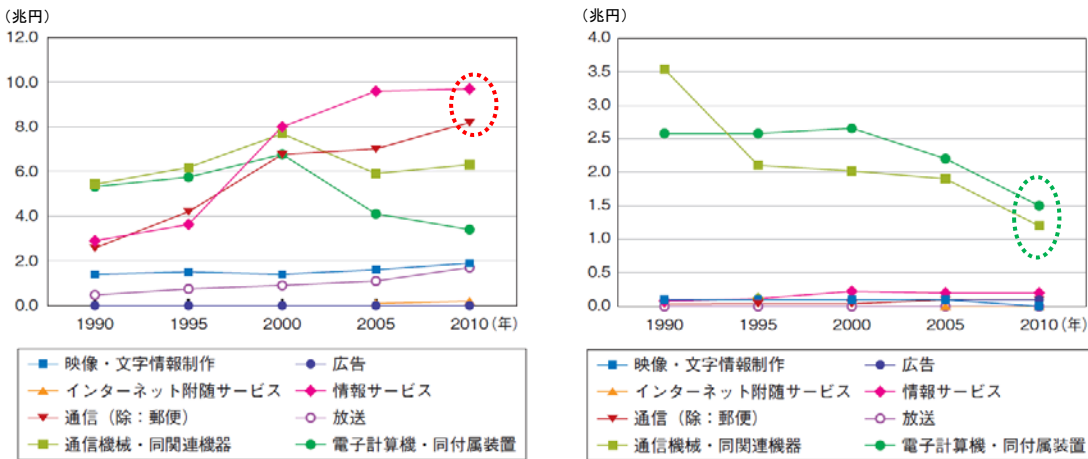 （兆円）
12.0
10.0
8.0
6.0
4.0
2.0
0.0
1990 1995 2000 2005 2010（年）
映像・文字情報制作 広告
インターネット附随サービス 情報サービス
通信（除：郵便） 放送
通信機械・同関連機器 電子計算機・同付属装置
（兆円）
4.0
3.5
3.0
2.5
2.0
1.5
1.0
0.5
0.0
1990 1995 2000 2005 2010（年）
映像・文字情報制作 広告
インターネット附随サービス 情報サービス
通信（除：郵便） 放送
通信機械・同関連機器 電子計算機・同付属装置